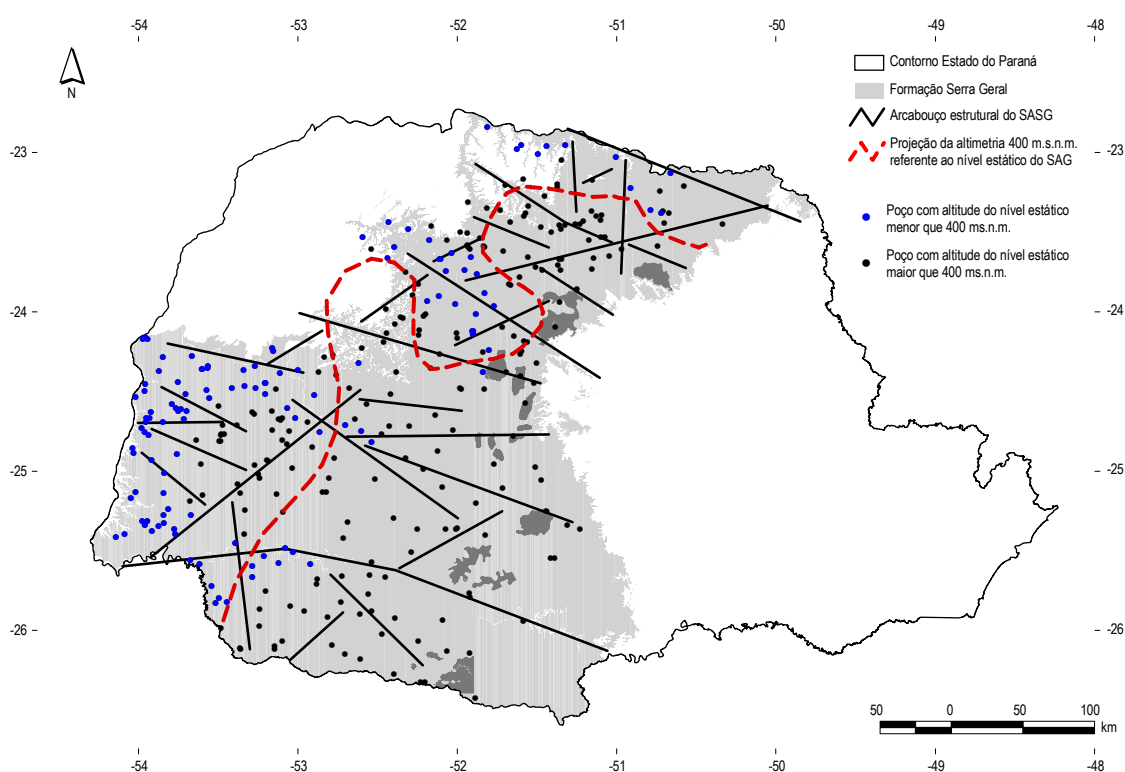 -54 -53 -52 -51 -50 -49 -48
N
Contorno Estado do Paraná
Formação Serra Geral
Arcabouço estrutural do SASG
Projeção da altimetria 400 m.s.n.m.
referente ao nível estático do SAG
Poço com altitude do nível estático
menor que 400 ms.n.m.
Poço com altitude do nível estático
maior que 400 ms.n.m.
-23 -23
-24 -24
-25 -25
-26 -26
50 0 50 100
km
-54 -53 -52 -51 -50 -49 -48